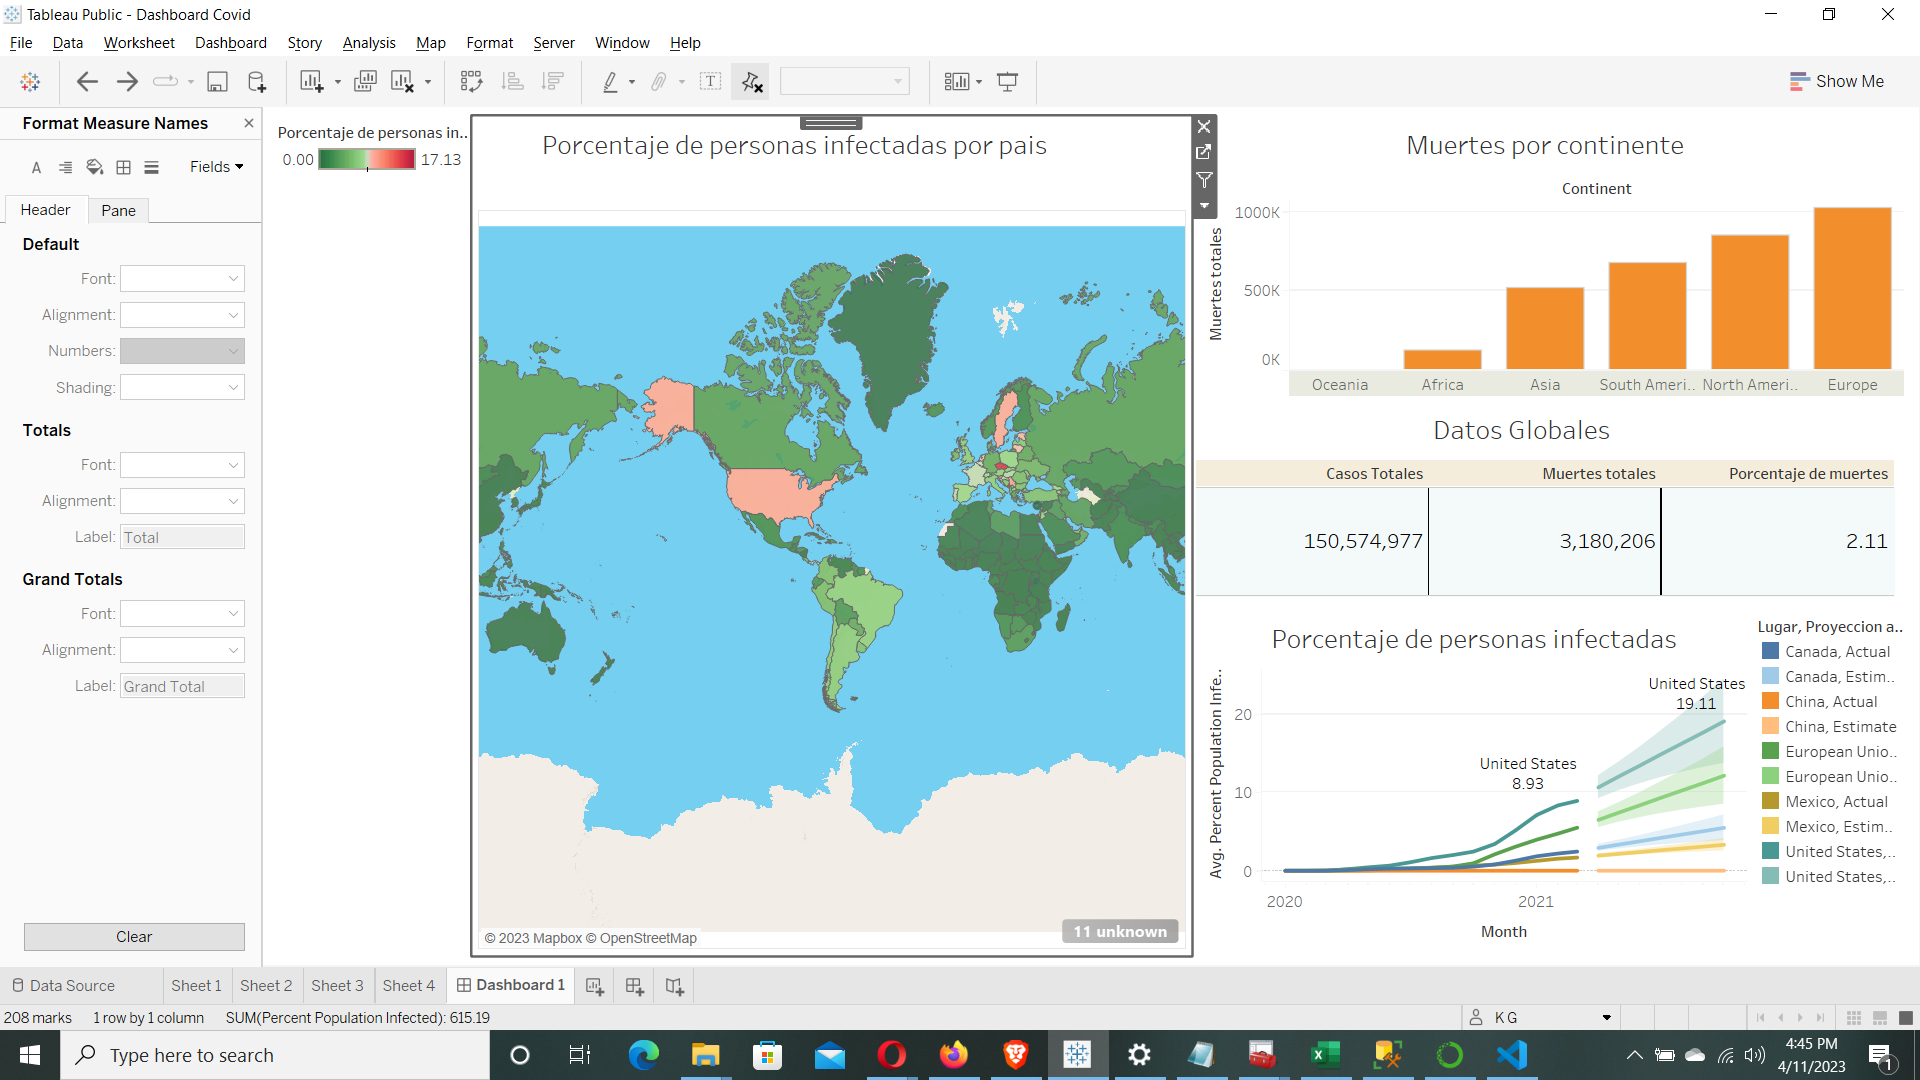 Tableau Public - Dashboard Covid
File Data Worksheet Dashboard Story Analysis Map Format Server Window Help
Show Me
Format Measure Names
Fields
Header Pane
Default
Font:
Alignment:
Numbers:
Shading:
Totals
Font:
Alignment:
Label: Total
Grand Totals
Font:
Alignment:
Label: Grand Total
Clear
Porcentaje de personas in..
0.00 17.13
Porcentaje de personas infectadas por pais
© 2023 Mapbox © OpenStreetMap
11 unknown
Muertes por continente
Continent
Muertes totales
1000K
500K
0K
Oceania Africa Asia South Ameri.. North Ameri.. Europe
Datos Globales
Casos Totales Muertes totales Porcentaje de muertes
150,574,977 3,180,206 2.11
Porcentaje de personas infectadas
Avg. Percent Population Infe..
20
10
0
United States
19.11
United States
8.93
2020 2021
Month
Lugar, Proyeccion a..
Canada, Actual
Canada, Estim..
China, Actual
China, Estimate
European Unio..
European Unio..
Mexico, Actual
Mexico, Estim..
United States,..
United States,..
Data Source Sheet 1 Sheet 2 Sheet 3 Sheet 4 Dashboard 1
208 marks 1 row by 1 column SUM(Percent Population Infected): 615.19
K G
Type here to search
4:45 PM
4/11/2023
1